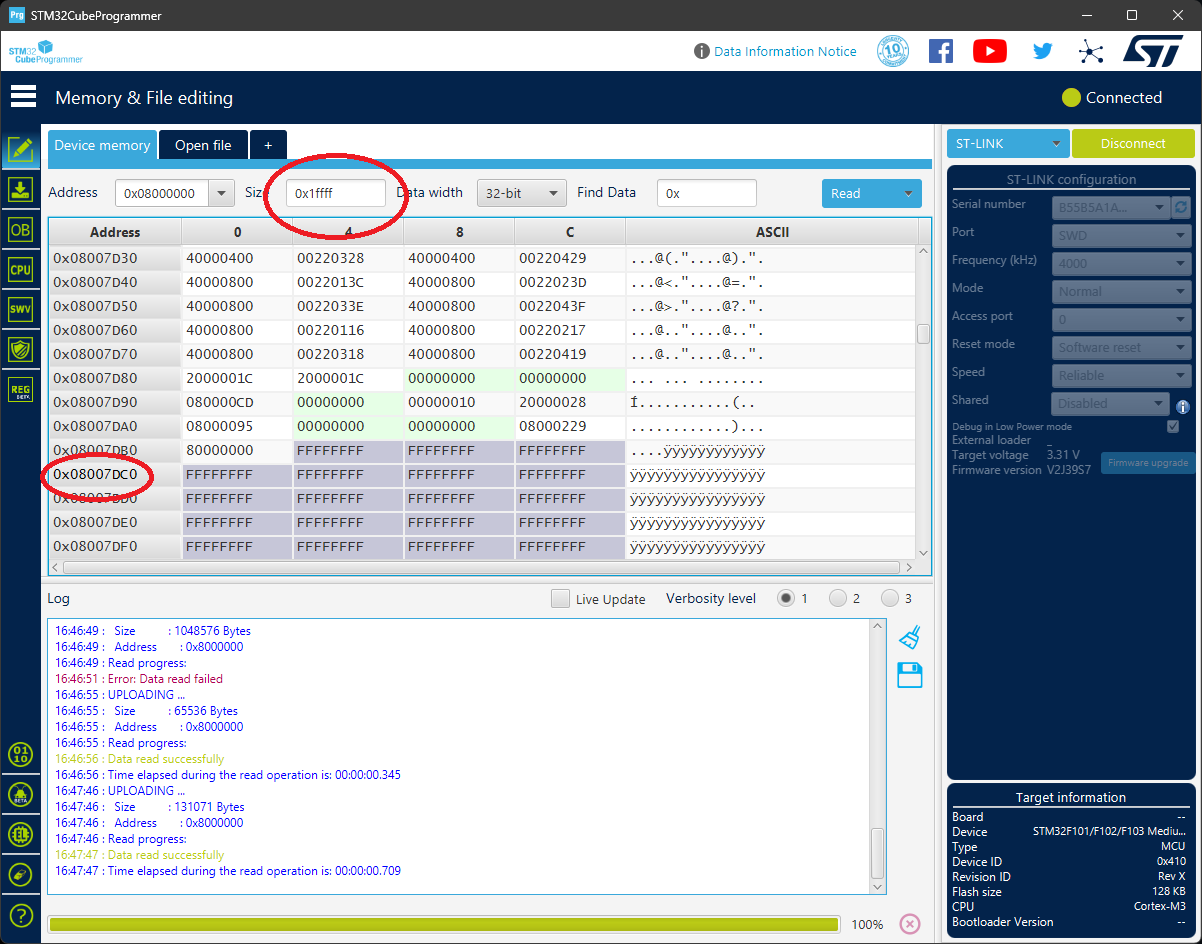 Prg STM32CubeProgrammer
STM32 CubeProgrammer
Data Information Notice
Memory & File editing
Connected
Device memory Open file +
Address 0x08000000 Size 0x1ffff Data width 32-bit Find Data 0x Read
Address 0 4 8 C ASCII
0x08007D30 40000400 00220328 40000400 00220429 ...@(."....@).".
0x08007D40 40000800 0022013C 40000800 0022023D ...@<."....@=.".
0x08007D50 40000800 0022033E 40000800 0022043F ...@>."....@?.".
0x08007D60 40000800 00220116 40000800 00220217 ...@.."....@..".
0x08007D70 40000800 00220318 40000800 00220419 ...@.."....@..".
0x08007D80 2000001C 2000001C 00000000 00000000 ... ... ........
0x08007D90 080000CD 00000000 00000010 20000028 Í...........(..
0x08007DA0 08000095 00000000 00000000 08000229 ............)...
0x08007DB0 80000000 FFFFFFFF FFFFFFFF FFFFFFFF ....ÿÿÿÿÿÿÿÿÿÿÿÿ
0x08007DC0 FFFFFFFF FFFFFFFF FFFFFFFF FFFFFFFF ÿÿÿÿÿÿÿÿÿÿÿÿÿÿÿÿ
0x08007DD0 FFFFFFFF FFFFFFFF FFFFFFFF FFFFFFFF ÿÿÿÿÿÿÿÿÿÿÿÿÿÿÿÿ
0x08007DE0 FFFFFFFF FFFFFFFF FFFFFFFF FFFFFFFF ÿÿÿÿÿÿÿÿÿÿÿÿÿÿÿÿ
0x08007DF0 FFFFFFFF FFFFFFFF FFFFFFFF FFFFFFFF ÿÿÿÿÿÿÿÿÿÿÿÿÿÿÿÿ
Log Live Update Verbosity level 1 2 3
16:46:49 : Size : 1048576 Bytes
16:46:49 : Address : 0x8000000
16:46:49 : Read progress:
16:46:51 : Error: Data read failed
16:46:55 : UPLOADING ...
16:46:55 : Size : 65536 Bytes
16:46:55 : Address : 0x8000000
16:46:55 : Read progress:
16:46:56 : Data read successfully
16:46:56 : Time elapsed during the read operation is: 00:00:00.345
16:47:46 : UPLOADING ...
16:47:46 : Size : 131071 Bytes
16:47:46 : Address : 0x8000000
16:47:46 : Read progress:
16:47:47 : Data read successfully
16:47:47 : Time elapsed during the read operation is: 00:00:00.709
100%
OB
CPU
SWV
REG
BETA
01
10
BETA
?
ST-LINK Disconnect
ST-LINK configuration
Serial number B55B5A1A...
Port SWD
Frequency (kHz) 4000
Mode Normal
Access port 0
Reset mode Software reset
Speed Reliable
Shared Disabled
Debug in Low Power mode
External loader _
Target voltage 3.31 V
Firmware version V2J39S7 Firmware upgrade
Target information
Board --
Device STM32F101/F102/F103 Mediu...
Type MCU
Device ID 0x410
Revision ID Rev X
Flash size 128 KB
CPU Cortex-M3
Bootloader Version --